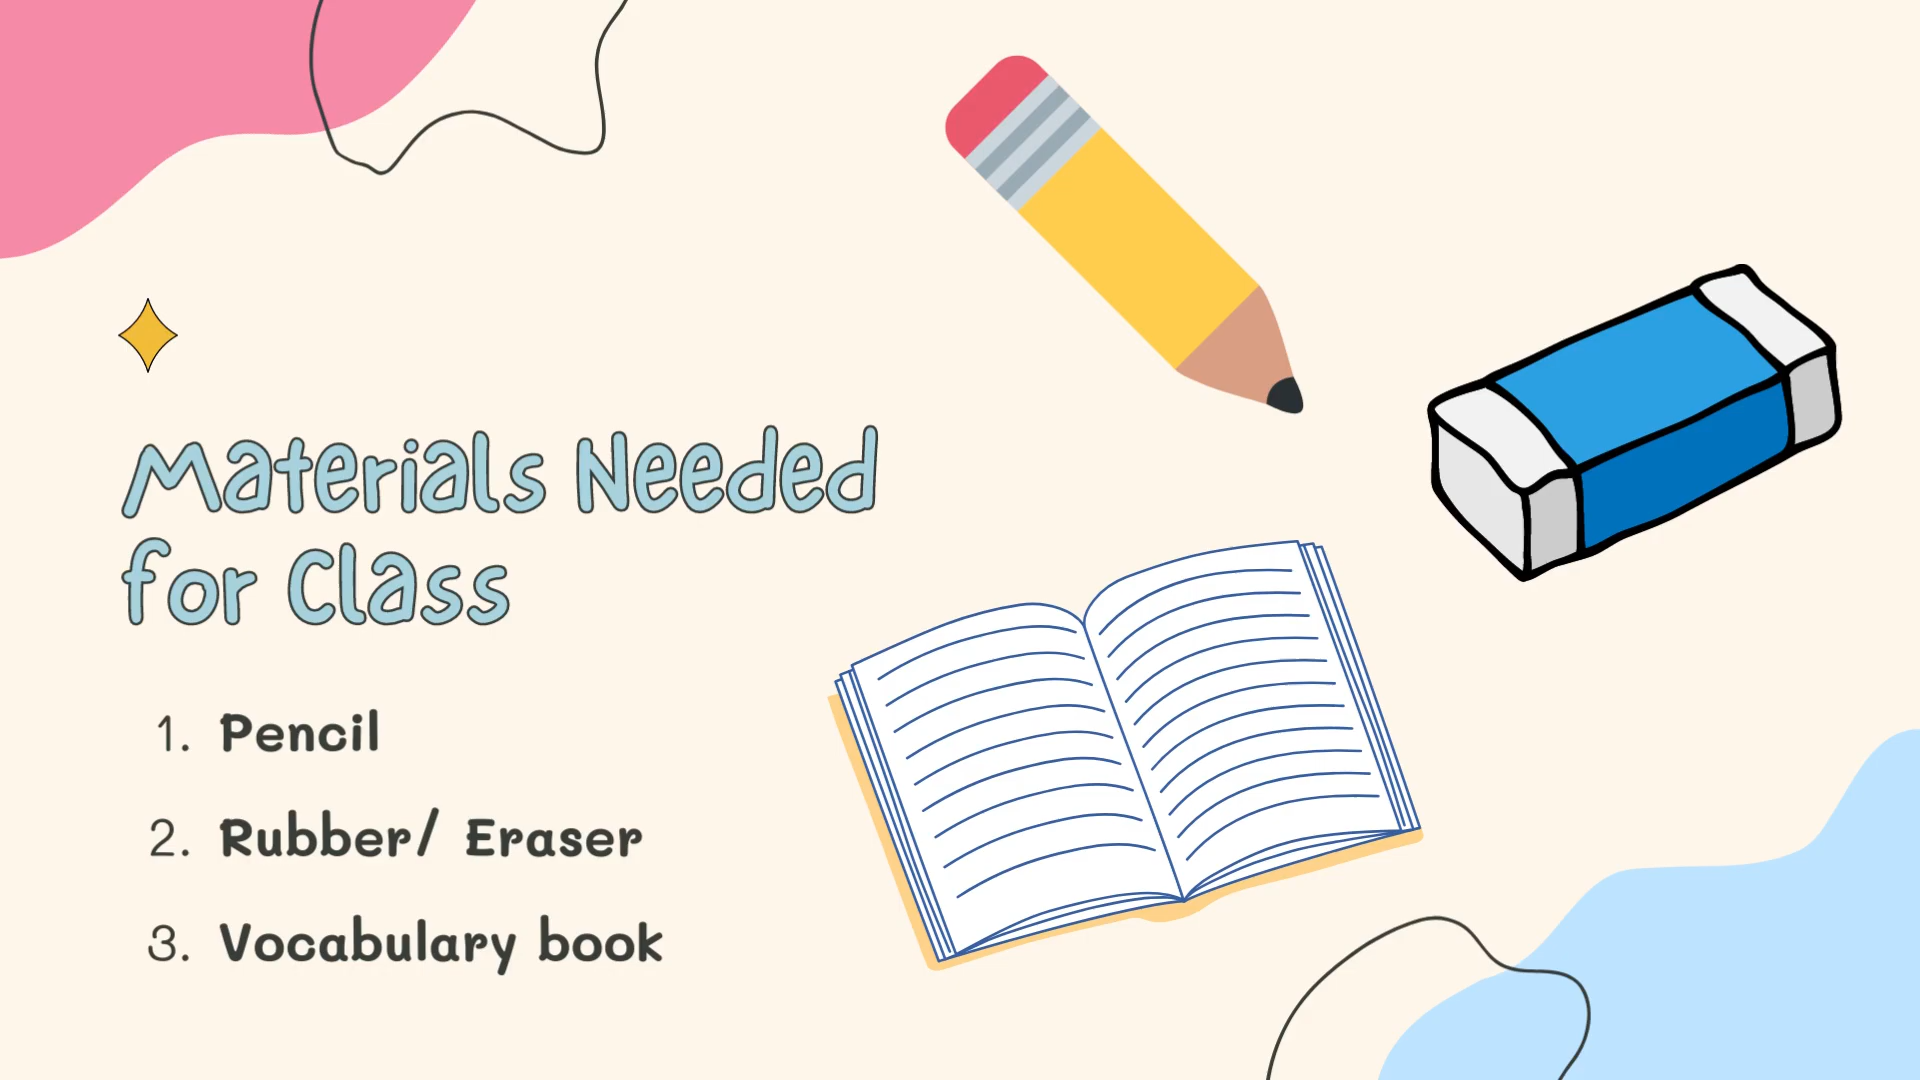 Materials Needed
for Class
1. Pencil
2. Rubber/ Eraser
3. Vocabulary book